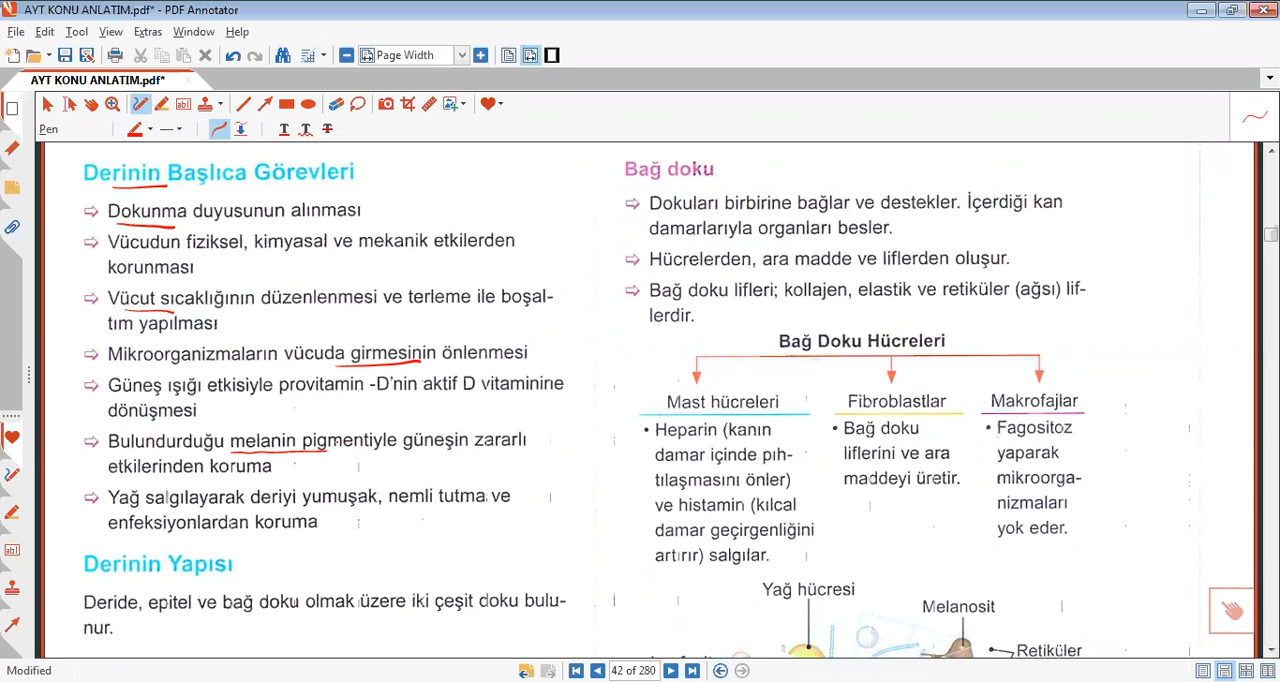 AYT KONU ANLATIM.pdf* - PDF Annotator
File Edit Tool View Extras Window Help
Page Width
AYT KONU ANLATIM.pdf*
Pen
Derinin Başlıca Görevleri
⇨ Dokunma duyusunun alınması
⇨ Vücudun fiziksel, kimyasal ve mekanik etkilerden
korunması
⇨ Vücut sıcaklığının düzenlenmesi ve terleme ile boşal-
tım yapılması
⇨ Mikroorganizmaların vücuda girmesinin önlenmesi
⇨ Güneş ışığı etkisiyle provitamin -D'nin aktif D vitaminine
dönüşmesi
⇨ Bulundurduğu melanin pigmentiyle güneşin zararlı
etkilerinden koruma
⇨ Yağ salgılayarak deriyi yumuşak, nemli tutma ve
enfeksiyonlardan koruma
Derinin Yapısı
Deride, epitel ve bağ doku olmak üzere iki çeşit doku bulu-
nur.
Bağ doku
⇨ Dokuları birbirine bağlar ve destekler. İçerdiği kan
damarlarıyla organları besler.
⇨ Hücrelerden, ara madde ve liflerden oluşur.
⇨ Bağ doku lifleri; kollajen, elastik ve retiküler (ağsı) lif-
lerdir.
Bağ Doku Hücreleri
Mast hücreleri
• Heparin (kanın
damar içinde pıh-
tılaşmasını önler)
ve histamin (kılcal
damar geçirgenliğini
artırır) salgılar.
Fibroblastlar
• Bağ doku
liflerini ve ara
maddeyi üretir.
Makrofajlar
• Fagositoz
yaparak
mikroorga-
nizmaları
yok eder.
Yağ hücresi
Melanosit
Retiküler
Modified
42 of 280